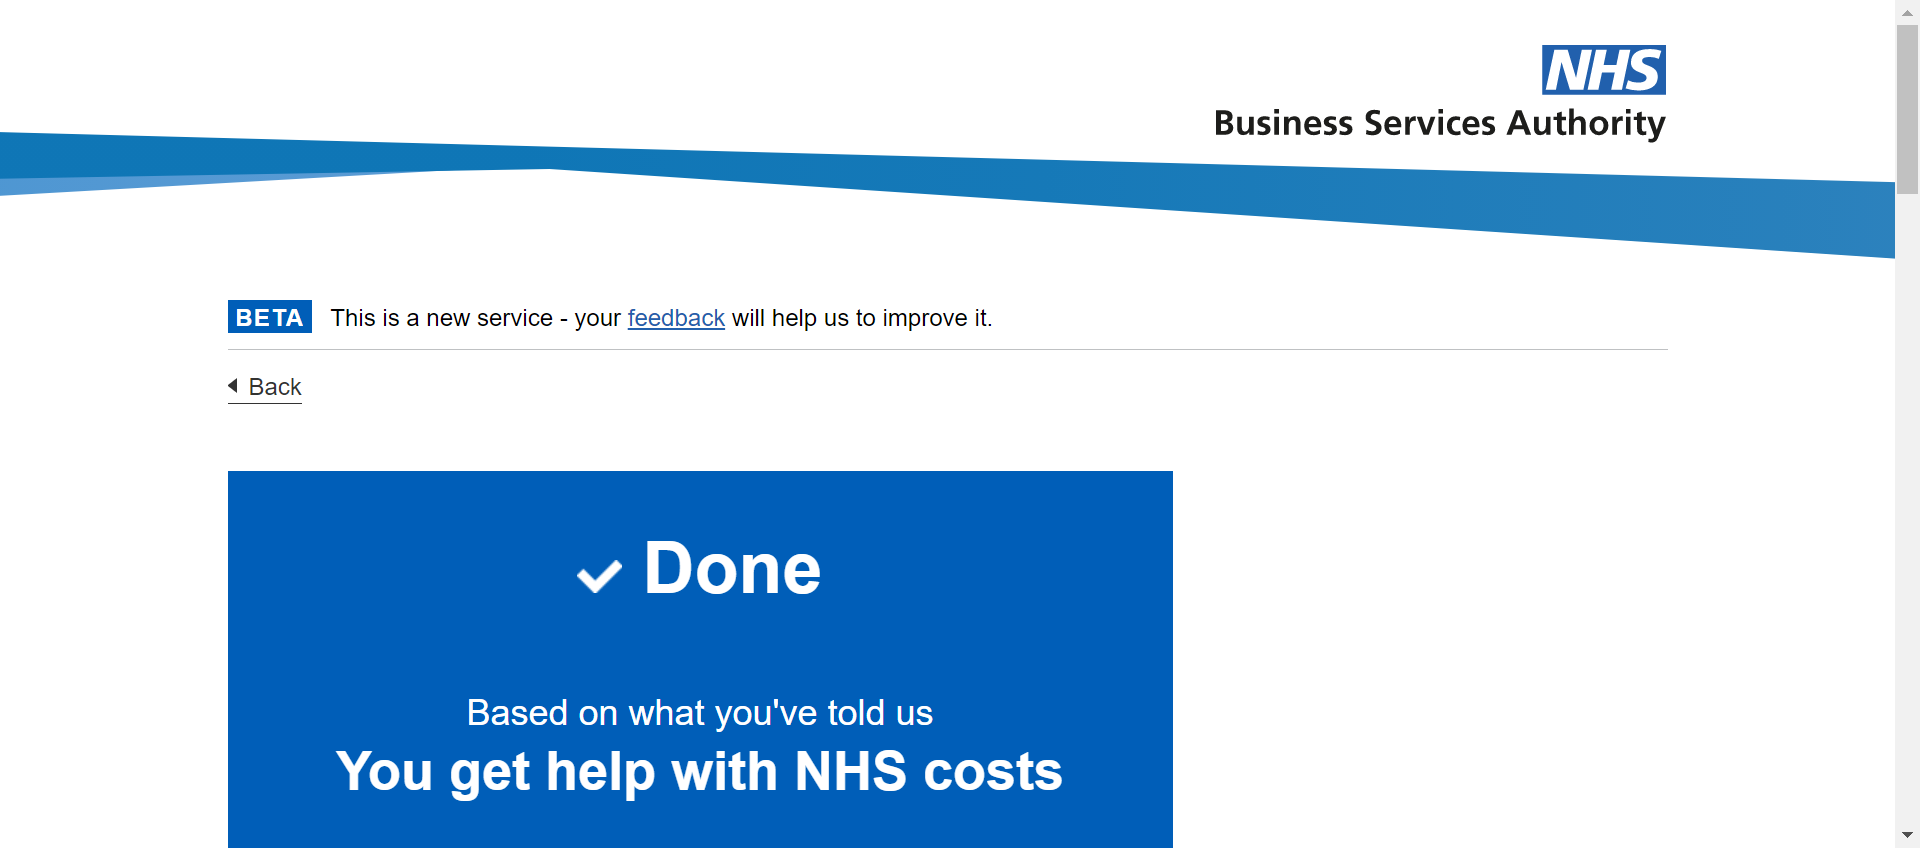 NHS
Business Services Authority
BETA This is a new service - your feedback will help us to improve it.
Back
Done
Based on what you've told us
You get help with NHS costs